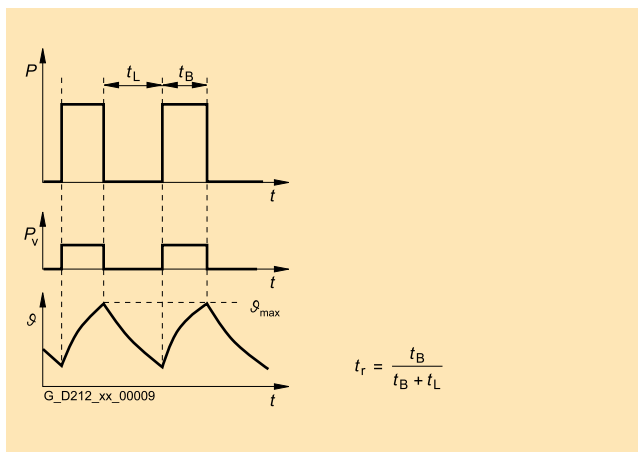 P
t_L t_B
t
P_v
t
ϑ
ϑ_max
t_r = t_B / (t_B + t_L)
G_D212_xx_00009
t